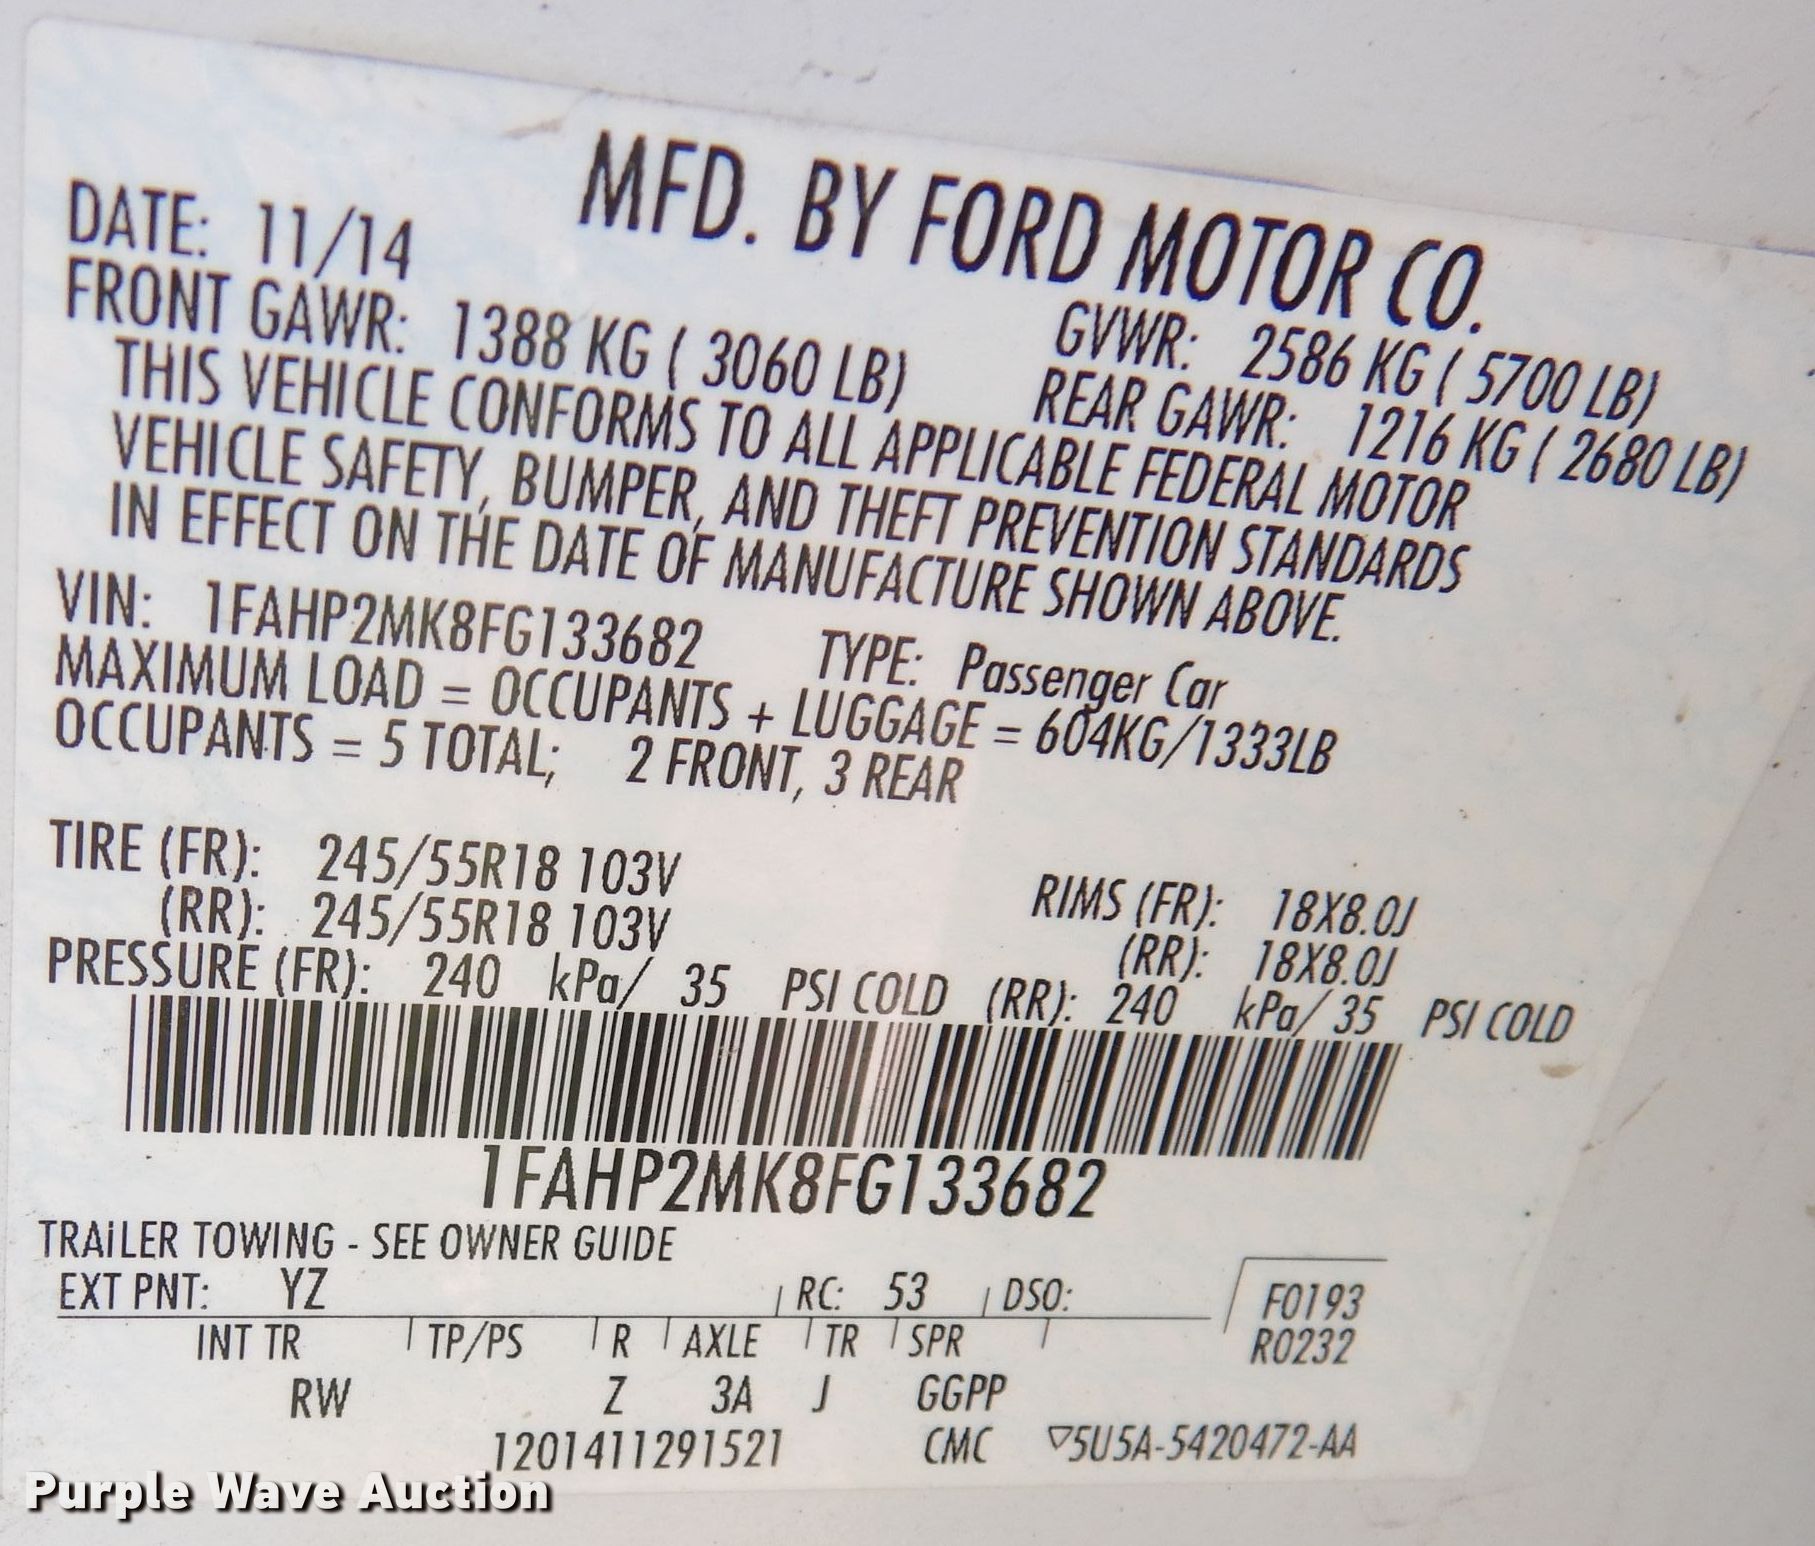 MFD. BY FORD MOTOR CO.
DATE: 11/14
GVWR: 2586 KG ( 5700 LB)
FRONT GAWR: 1388 KG ( 3060 LB)
REAR GAWR: 1216 KG ( 2680 LB)
THIS VEHICLE CONFORMS TO ALL APPLICABLE FEDERAL MOTOR
VEHICLE SAFETY, BUMPER, AND THEFT PREVENTION STANDARDS
IN EFFECT ON THE DATE OF MANUFACTURE SHOWN ABOVE.
VIN: 1FAHP2MK8FG133682 TYPE: Passenger Car
MAXIMUM LOAD = OCCUPANTS + LUGGAGE = 604KG/1333LB
OCCUPANTS = 5 TOTAL; 2 FRONT, 3 REAR
TIRE (FR): 245/55R18 103V RIMS (FR): 18X8.0J
(RR): 245/55R18 103V (RR): 18X8.0J
PRESSURE (FR): 240 kPa/ 35 PSI COLD (RR): 240 kPa/ 35 PSI COLD
1FAHP2MK8FG133682
TRAiLER TOWING - SEE OWNER GUIDE
EXT PNT: YZ RC: 53 DSO: F0193
INT TR TP/PS R AXLE TR SPR R0232
RW Z 3A J GGPP
1201411291521 CMC ▽5U5A-5420472-AA
Purple Wave Auction